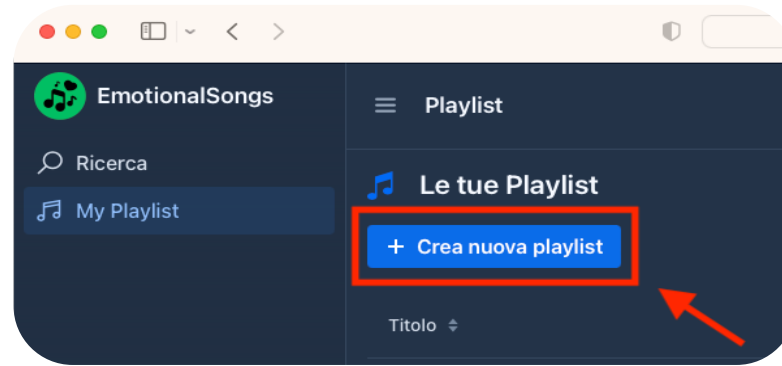 EmotionalSongs
Ricerca
My Playlist
Playlist
Le tue Playlist
+ Crea nuova playlist
Titolo